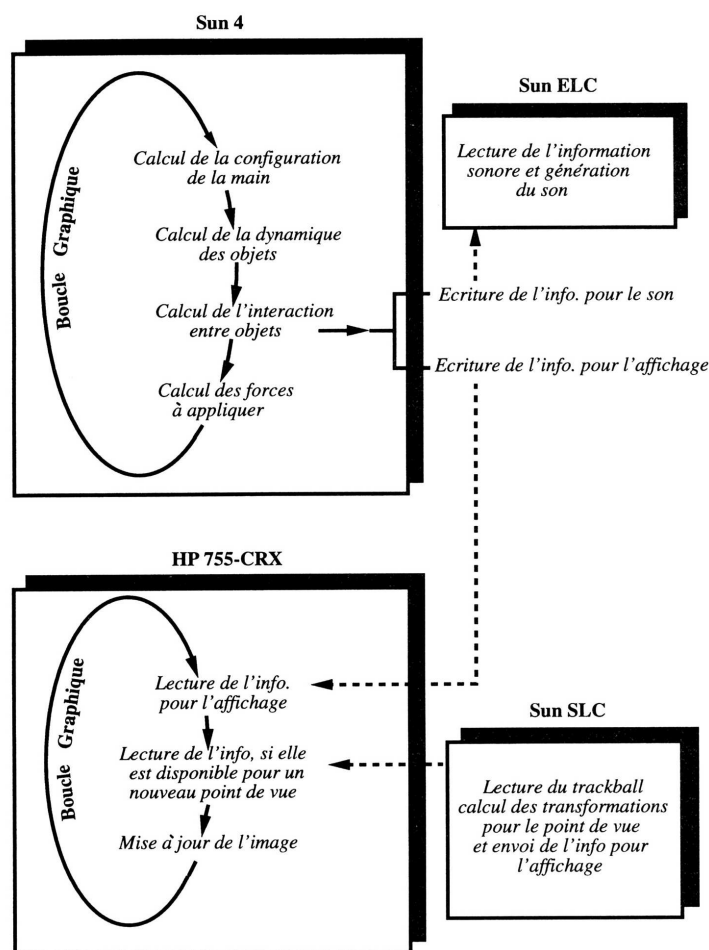 Sun 4
Boucle Graphique
Calcul de la configuration
de la main
Calcul de la dynamique
des objets
Calcul de l'interaction
entre objets
Calcul des forces
à appliquer
Sun ELC
Lecture de l'information
sonore et génération
du son
Ecriture de l'info. pour le son
Ecriture de l'info. pour l'affichage
HP 755-CRX
Boucle Graphique
Lecture de l'info.
pour l'affichage
Lecture de l'info, si elle
est disponible pour un
nouveau point de vue
Mise à jour de l'image
Sun SLC
Lecture du trackball
calcul des transformations
pour le point de vue
et envoi de l'info pour
l'affichage